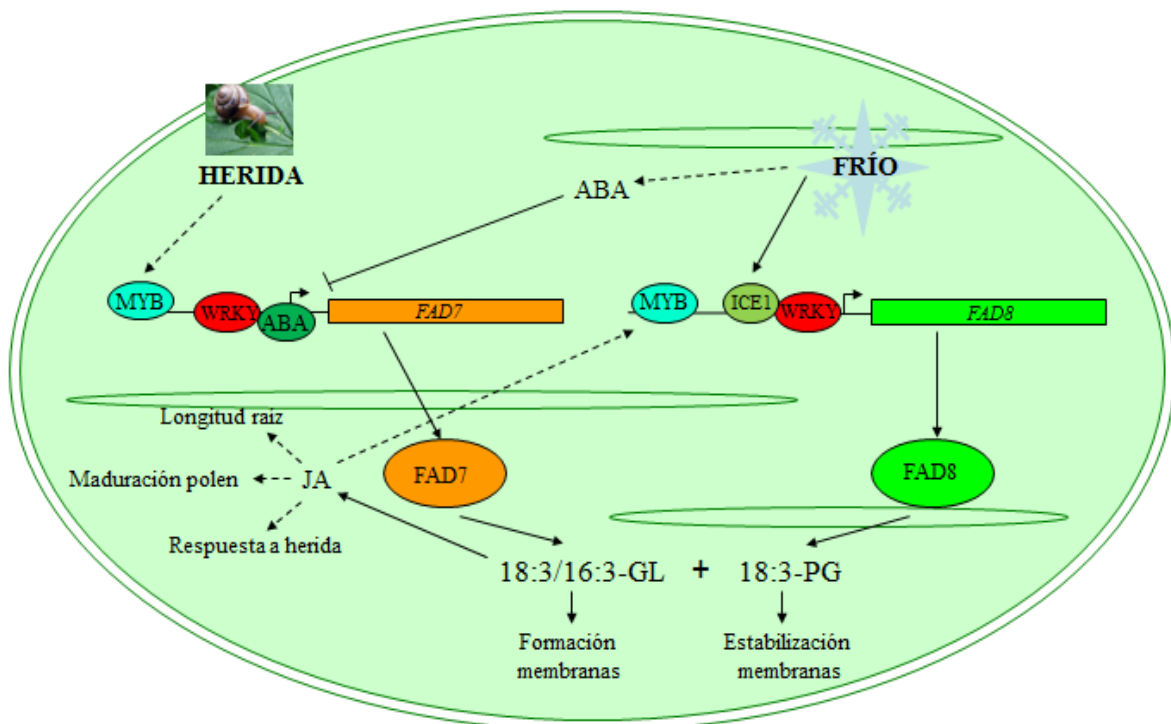 HERIDA
FRÍO
ABA
MYB
WRKY
ABA
FAD7
MYB
ICE1
WRKY
FAD8
Longitud raíz
Maduración polen
JA
Respuesta a herida
FAD7
FAD8
18:3/16:3-GL + 18:3-PG
Formación
membranas
Estabilización
membranas